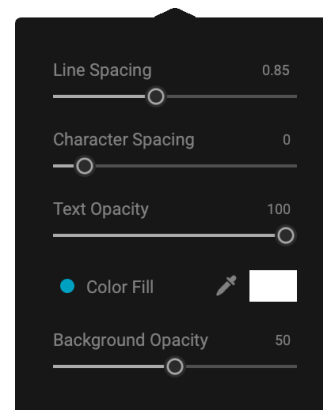 Line Spacing 0.85
Character Spacing 0
Text Opacity 100
Color Fill
Background Opacity 50